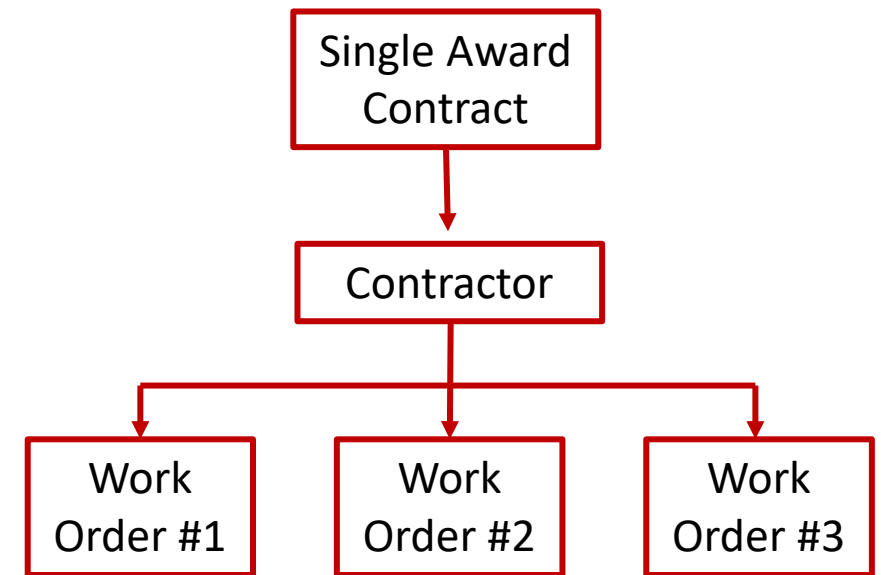 Single Award
Contract
Contractor
Work
Order #1
Work
Order #2
Work
Order #3